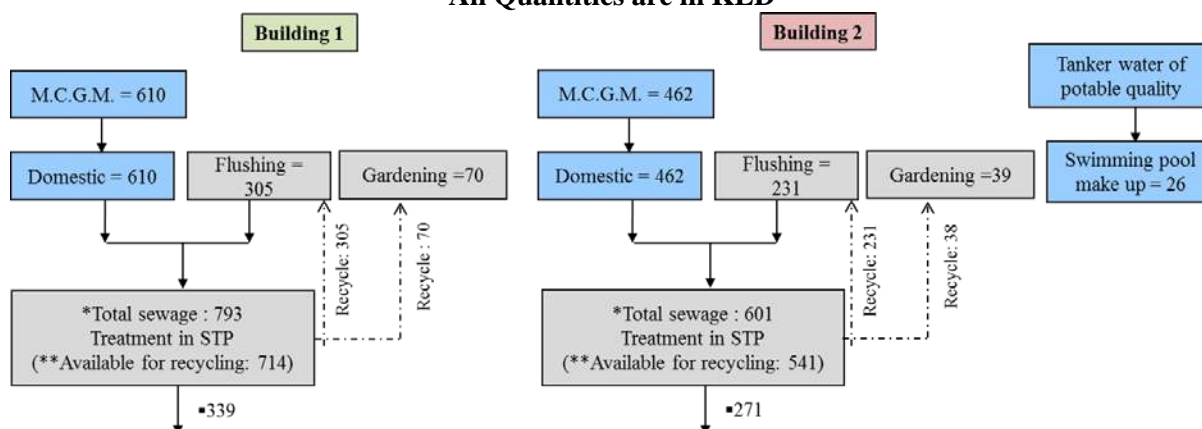 All Quantities are in KLD
Building 1
Building 2
M.C.G.M. = 610
Domestic = 610
Flushing =
305
Gardening =70
Recycle: 305
Recycle : 70
*Total sewage : 793
Treatment in STP
(**Available for recycling: 714)
▪339
M.C.G.M. = 462
Domestic = 462
Flushing =
231
Gardening =39
Recycle: 231
Recycle: 38
*Total sewage : 601
Treatment in STP
(**Available for recycling: 541)
▪271
Tanker water of
potable quality
Swimming pool
make up = 26